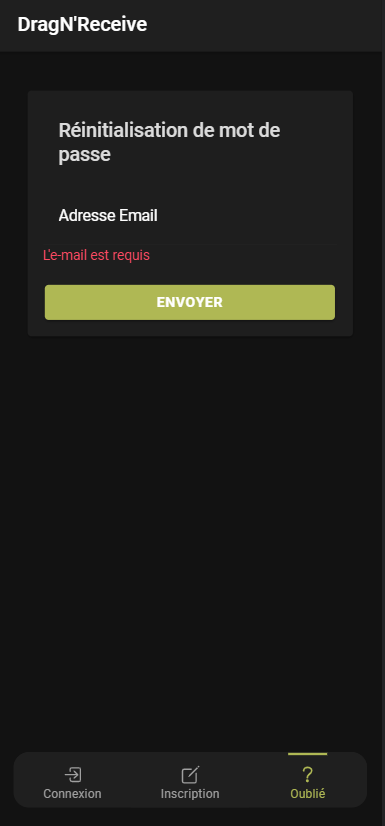 DragN'Receive
Réinitialisation de mot de
passe
Adresse Email
L'e-mail est requis
ENVOYER
Connexion
Inscription
Oublié